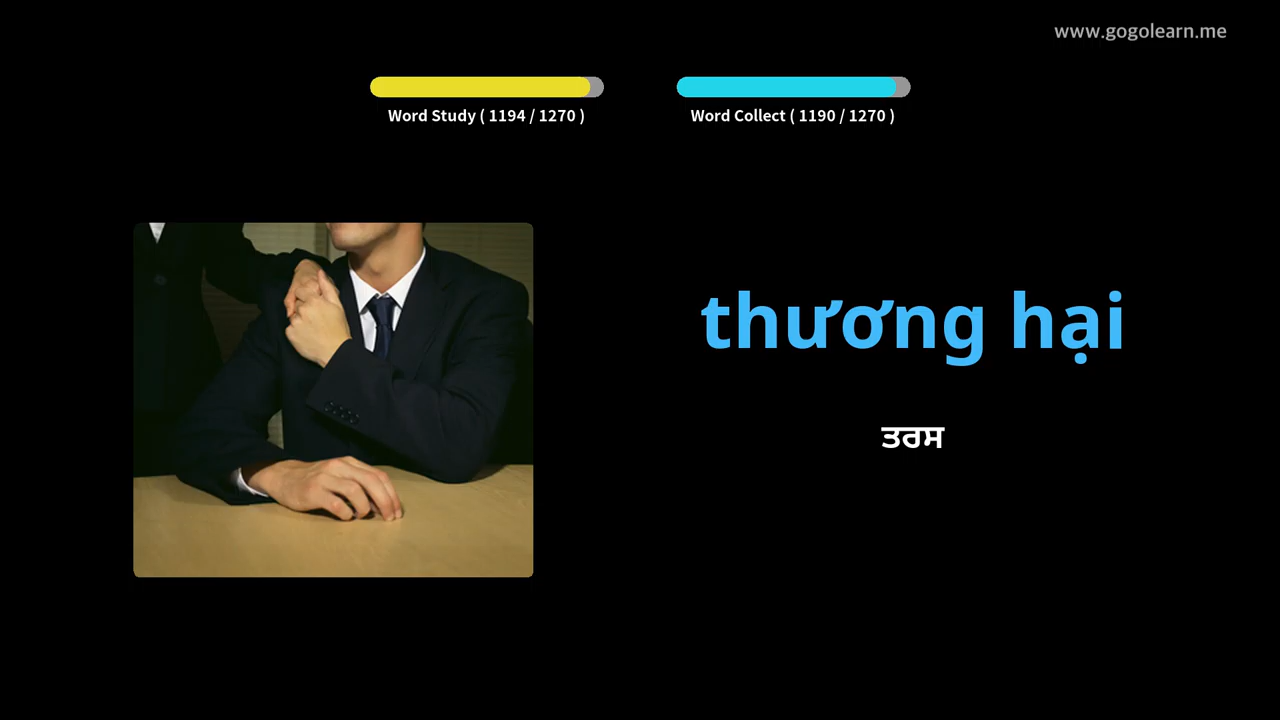 www.gogolearn.me
Word Study ( 1194 / 1270 )
Word Collect ( 1190 / 1270 )
thương hại
ਤਰਸ